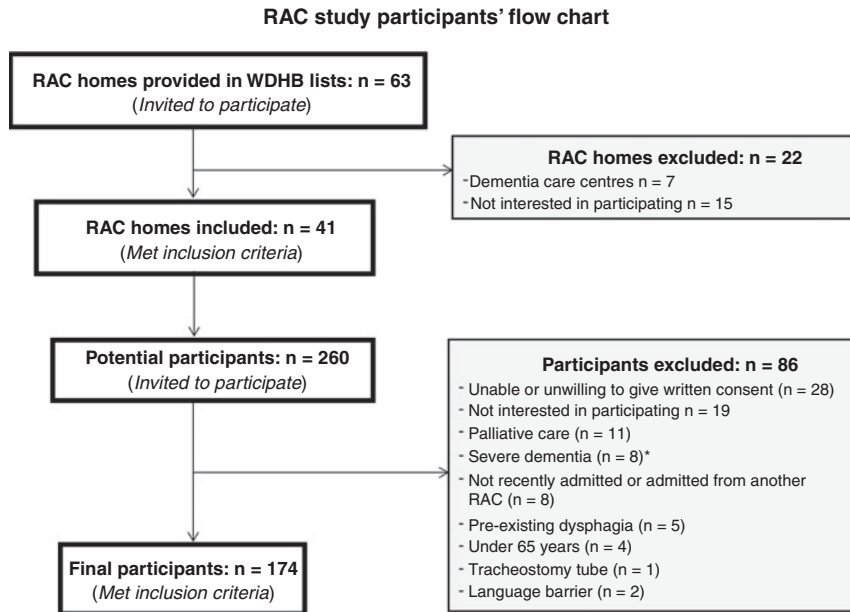 RAC study participants' flow chart
RAC homes provided in WDHB lists: n = 63
(Invited to participate)
RAC homes excluded: n = 22
-Dementia care centres n = 7
-Not interested in participating n = 15
RAC homes included: n = 41
(Met inclusion criteria)
Potential participants: n = 260
(Invited to participate)
Participants excluded: n = 86
- Unable or unwilling to give written consent (n = 28)
- Not interested in participating n = 19
- Palliative care (n = 11)
- Severe dementia (n = 8)*
- Not recently admitted or admitted from another
RAC (n = 8)
- Pre-existing dysphagia (n = 5)
- Under 65 years (n = 4)
- Tracheostomy tube (n = 1)
- Language barrier (n = 2)
Final participants: n = 174
(Met inclusion criteria)